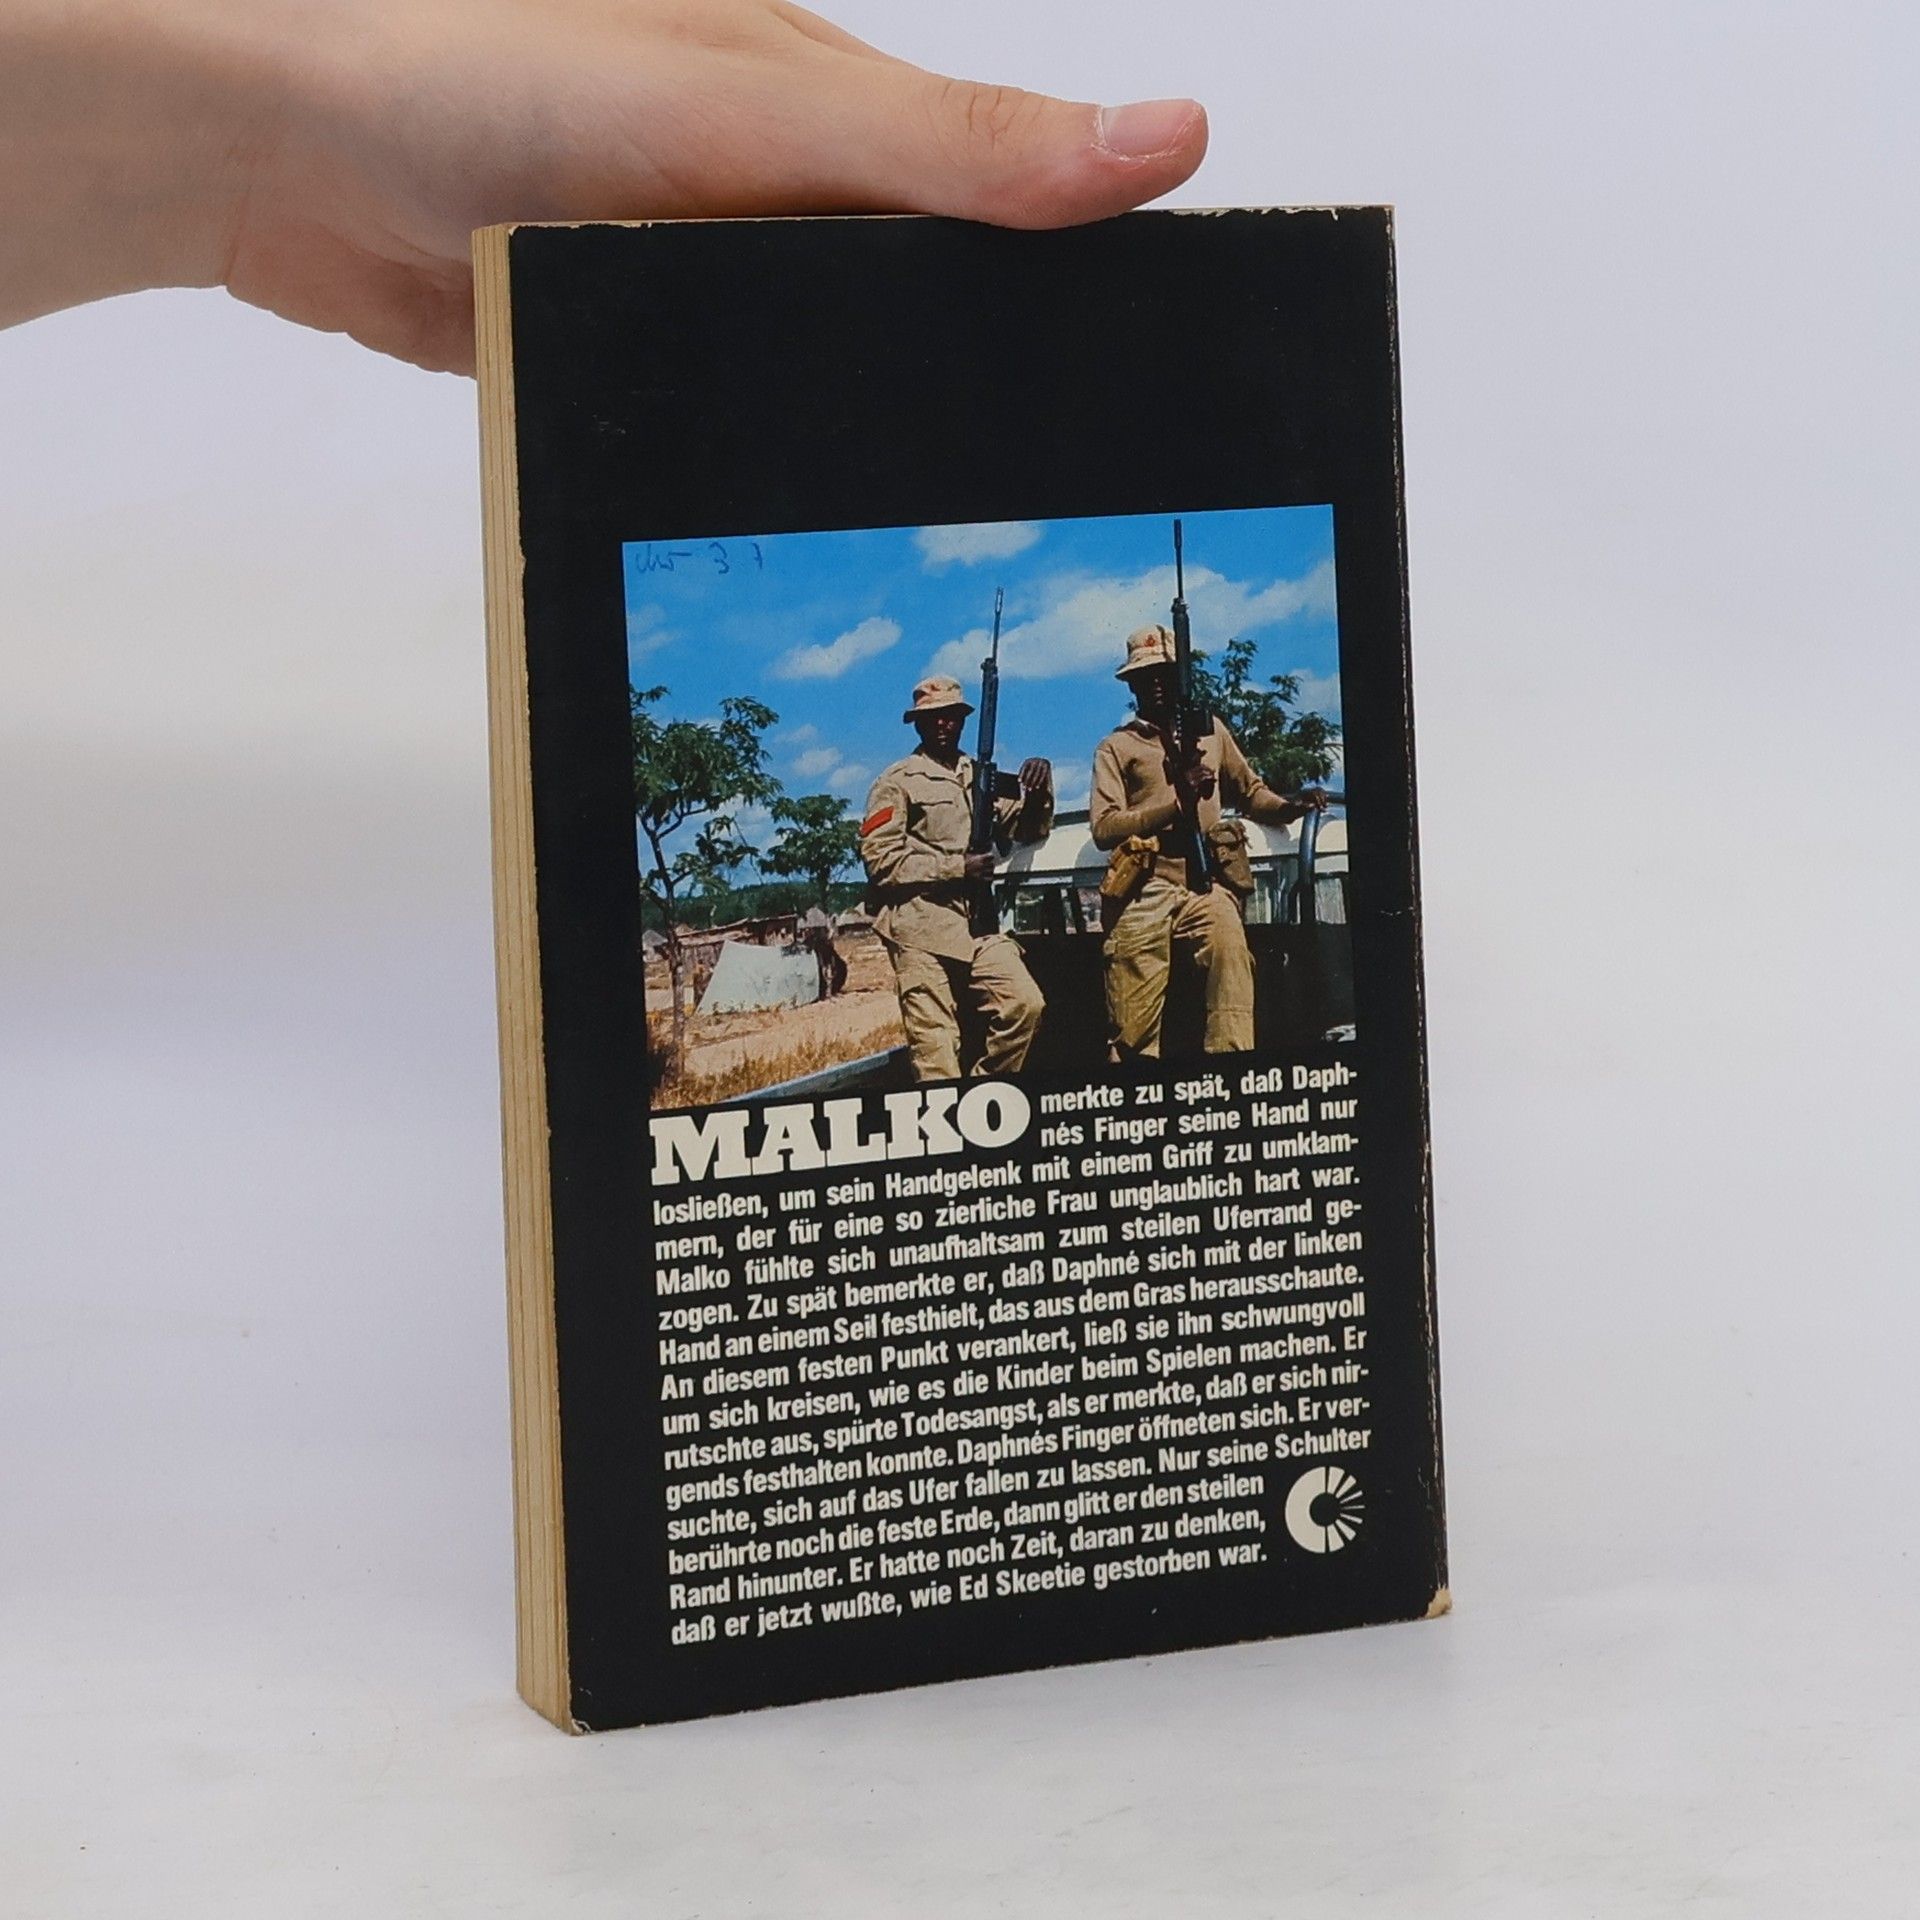 MALKO merkte zu spät, daß Daph-
nés Finger seine Hand nur
losließen, um sein Handgelenk mit einem Griff zu umklam-
mern, der für eine so zierliche Frau unglaublich hart war.
Malko fühlte sich unaufhaltsam zum steilen Uferrand ge-
zogen. Zu spät bemerkte er, daß Daphné sich mit der linken
Hand an einem Seil festhielt, das aus dem Gras herausschaute.
An diesem festen Punkt verankert, ließ sie ihn schwungvoll
um sich kreisen, wie es die Kinder beim Spielen machen. Er
rutschte aus, spürte Todesangst, als er merkte, daß er sich nir-
gends festhalten konnte. Daphnés Finger öffneten sich. Er ver-
suchte, sich auf das Ufer fallen zu lassen. Nur seine Schulter
berührte noch die feste Erde, dann glitt er den steilen
Rand hinunter. Er hatte noch Zeit, daran zu denken,
daß er jetzt wußte, wie Ed Skeetie gestorben war.